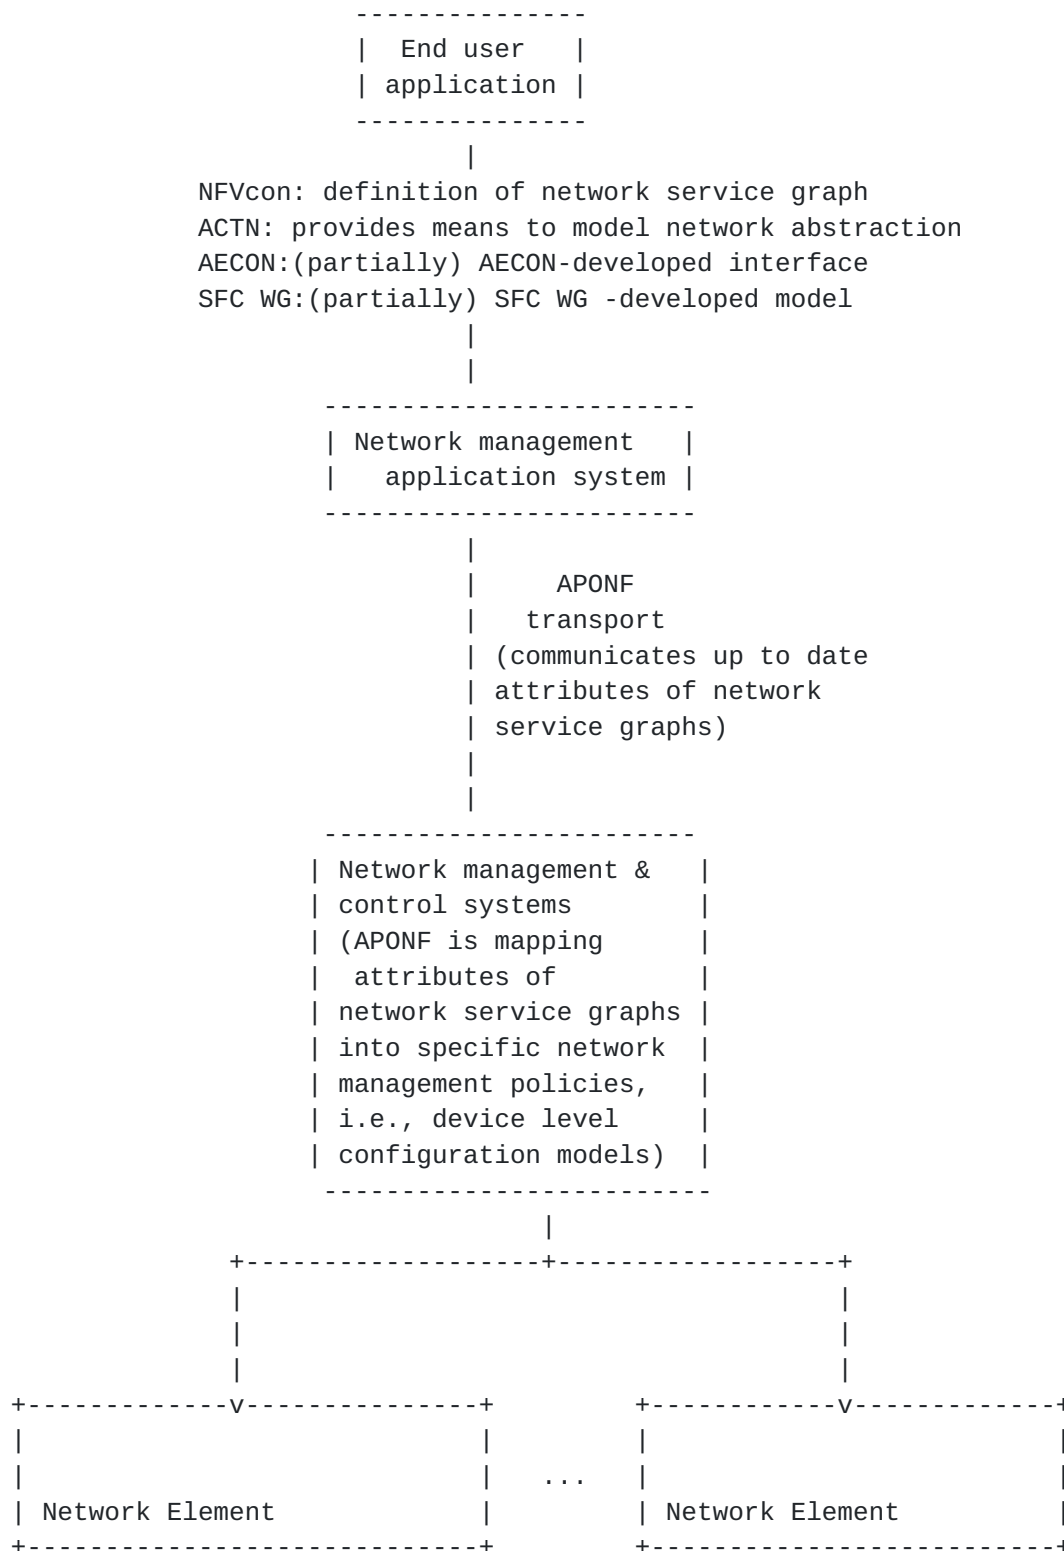 End user
application
NFVcon: definition of network service graph
ACTN: provides means to model network abstraction
AECON:(partially) AECON-developed interface
SFC WG:(partially) SFC WG -developed model
Network management
application system
APONF
transport
(communicates up to date
attributes of network
service graphs)
Network management &
control systems
(APONF is mapping
attributes of
network service graphs
into specific network
management policies,
i.e., device level
configuration models)
...
Network Element
Network Element